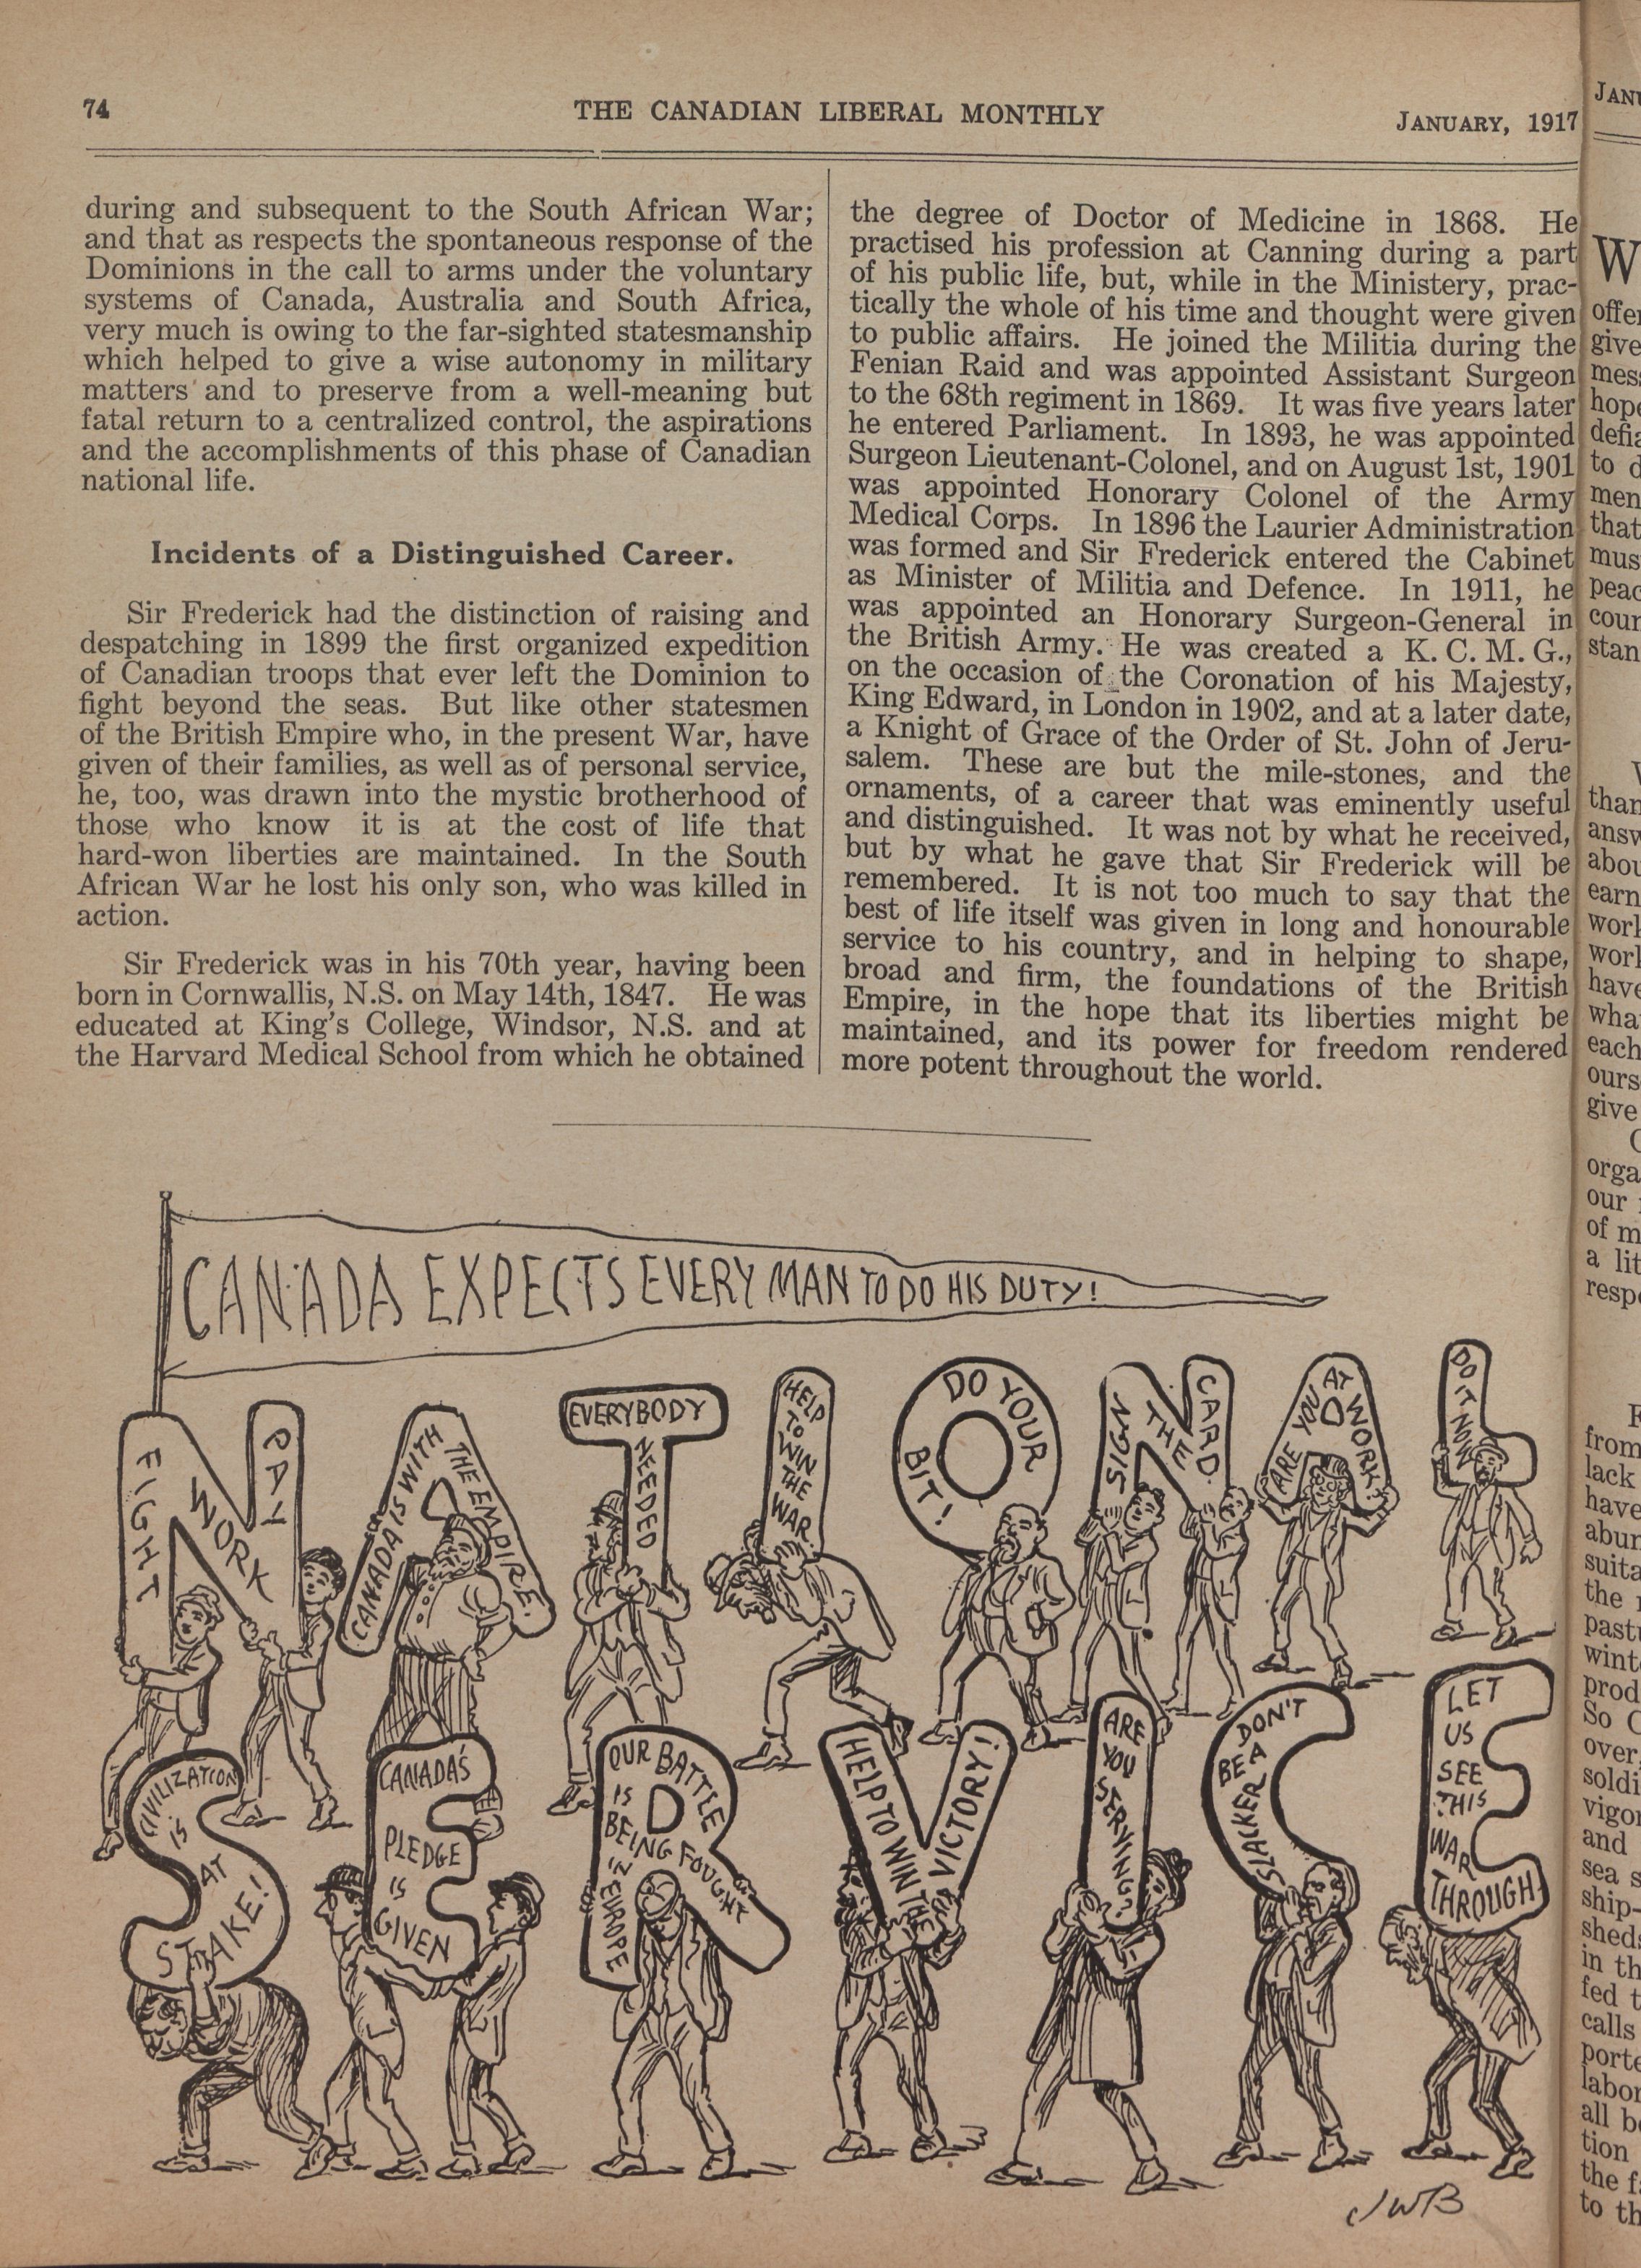 74
THE CANADIAN LIBERAL MONTHLY
JANUARY, 1917
during and subsequent to the South African War;
and that as respects the spontaneous response of the
Dominions in the call to arms under the voluntary
systems of Canada, Australia and South Africa,
very much is owing to the far-sighted statesmanship
which helped to give a wise autonomy in military
matters and to preserve from a well-meaning but
fatal return to a centralized control, the aspirations
and the accomplishments of this phase of Canadian
national life.
Incidents of a Distinguished Career.
Sir Frederick had the distinction of raising and
despatching in 1899 the first organized expedition
of Canadian troops that ever left the Dominion to
fight beyond the seas. But like other statesmen
of the British Empire who, in the present War, have
given of their families, as well as of personal service,
he, too, was drawn into the mystic brotherhood of
those who know it is at the cost of life that
hard-won liberties are maintained. In the South
African War he lost his only son, who was killed in
action.
Sir Frederick was in his 70th year, having been
born in Cornwallis, N.S. on May 14th, 1847. He was
educated at King's College, Windsor, N.S. and at
the Harvard Medical School from which he obtained
the degree of Doctor of Medicine in 1868. He
practised his profession at Canning during a part
of his public life, but, while in the Ministery, prac-
tically the whole of his time and thought were given
to public affairs. He joined the Militia during the
Fenian Raid and was appointed Assistant Surgeon
to the 68th regiment in 1869. It was five years later
he entered Parliament. In 1893, he was appointed
Surgeon Lieutenant-Colonel, and on August 1st, 1901
was appointed Honorary Colonel of the Army
Medical Corps. In 1896 the Laurier Administration
was formed and Sir Frederick entered the Cabinet
as Minister of Militia and Defence. In 1911, he
was appointed an Honorary Surgeon-General in
the British Army. He was created a K. C. M. G.,
on the occasion of the Coronation of his Majesty,
King Edward, in London in 1902, and at a later date,
a Knight of Grace of the Order of St. John of Jeru-
salem. These are but the mile-stones, and the
ornaments, of a career that was eminently useful
and distinguished. It was not by what he received,
but by what he gave that Sir Frederick will be
remembered. It is not too much to say that the
best of life itself was given in long and honourable
service to his country, and in helping to shape,
broad and firm, the foundations of the British
Empire, in the hope that its liberties might be
maintained, and its power for freedom rendered
more potent throughout the world.
CANADA EXPECTS EVERY MAN TO DO HIS DUTY!
NATIONAL
FIGHT
WORK
PAY
CANADA IS WITH
THE EMPIRE.
EVERYBODY
NEEDED
HELP
TO
WIN
THE
WAR.
DO YOUR
BIT!
SIGN
THE
CARD.
ARE YOU
AT
WORK?
DO IT NOW
SERVICE
CIVILIZATION
IS
AT
STAKE!
CANADA'S
PLEDGE
IS
GIVEN
OUR BATTLE
IS
BEING FOUGHT
IN
EUROPE
HELP TO WIN THE
VICTORY!
ARE
YOU
SERVING?
DON'T
BE A
SLACKER
LET
US
SEE
THIS
WAR
THROUGH
JWB